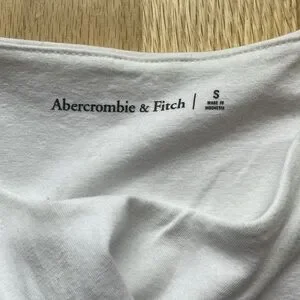 Abercrombie & Fitch | S
MADE IN
INDONESIA